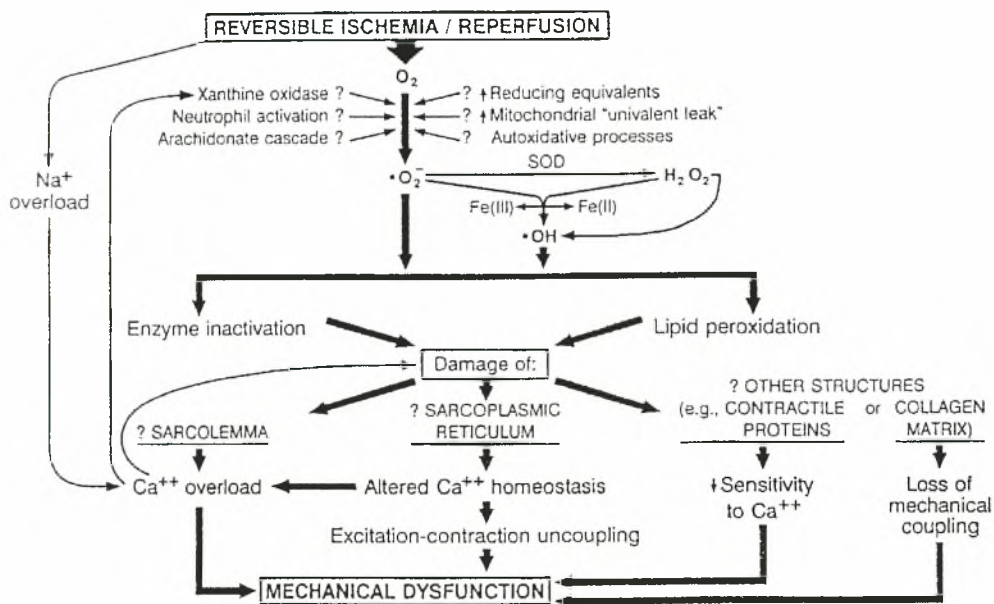 REVERSIBLE ISCHEMIA / REPERFUSION
O₂
Xanthine oxidase ?
? ↑ Reducing equivalents
Neutrophil activation ?
? ↑ Mitochondrial "univalent leak"
Arachidonate cascade ?
? Autoxidative processes
SOD
•O₂⁻
H₂O₂
Na⁺
overload
Fe(III)
Fe(II)
•OH
Enzyme inactivation
Lipid peroxidation
Damage of:
? SARCOLEMMA
? SARCOPLASMIC
RETICULUM
? OTHER STRUCTURES
(e.g., CONTRACTILE or COLLAGEN
PROTEINS
MATRIX)
Ca⁺⁺ overload
Altered Ca⁺⁺ homeostasis
↓ Sensitivity
to Ca⁺⁺
Loss of
mechanical
coupling
Excitation-contraction uncoupling
MECHANICAL DYSFUNCTION